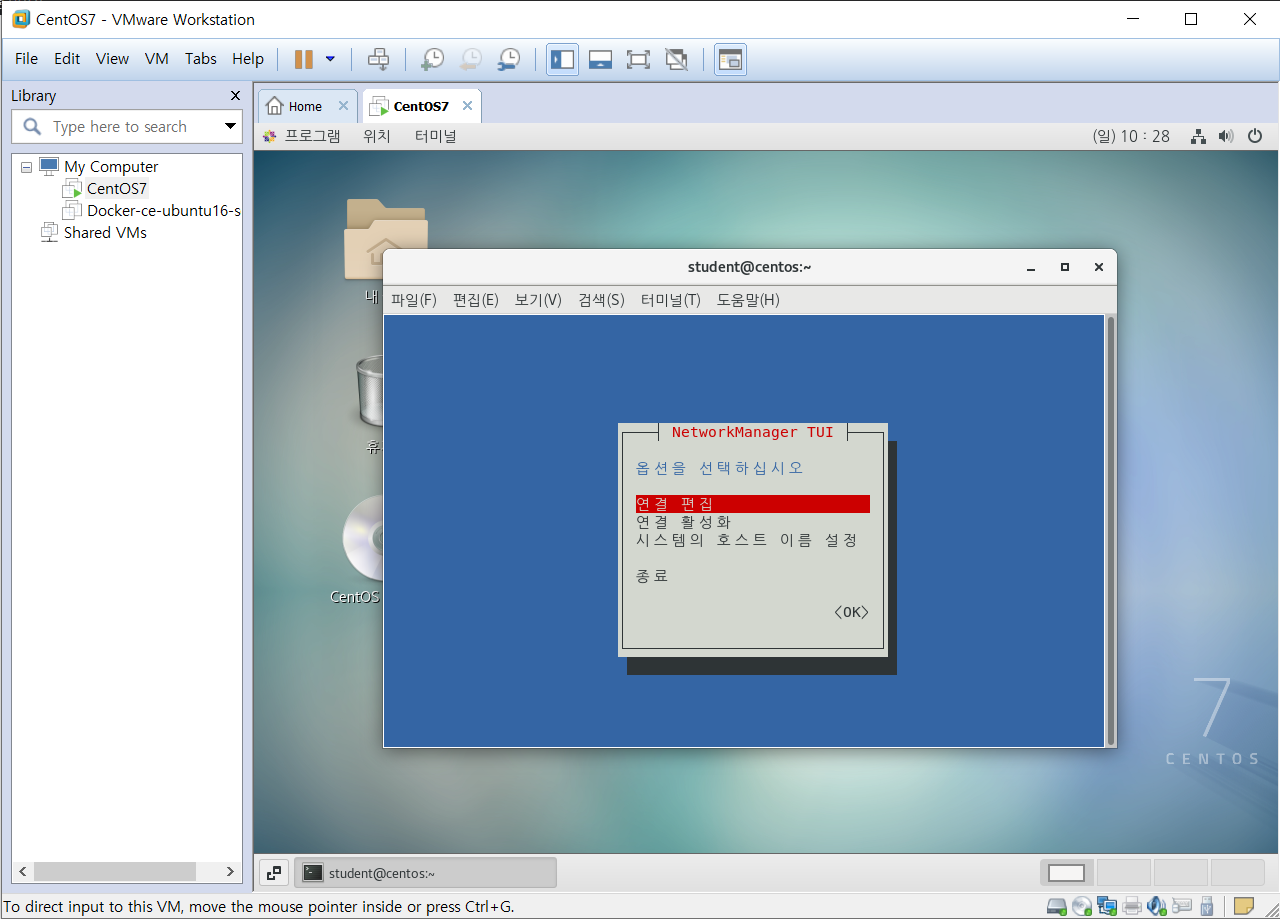 CentOS7 - VMware Workstation
File Edit View VM Tabs Help
Library
Type here to search
My Computer
CentOS7
Docker-ce-ubuntu16-s
Shared VMs
Home
CentOS7
프로그램 위치 터미널
(일) 10 : 28
내
휴
CentOS
student@centos:~
파일(F) 편집(E) 보기(V) 검색(S) 터미널(T) 도움말(H)
NetworkManager TUI
옵션을 선택하십시오
연결 편집
연결 활성화
시스템의 호스트 이름 설정
종료
<OK>
7
CENTOS
student@centos:~
To direct input to this VM, move the mouse pointer inside or press Ctrl+G.